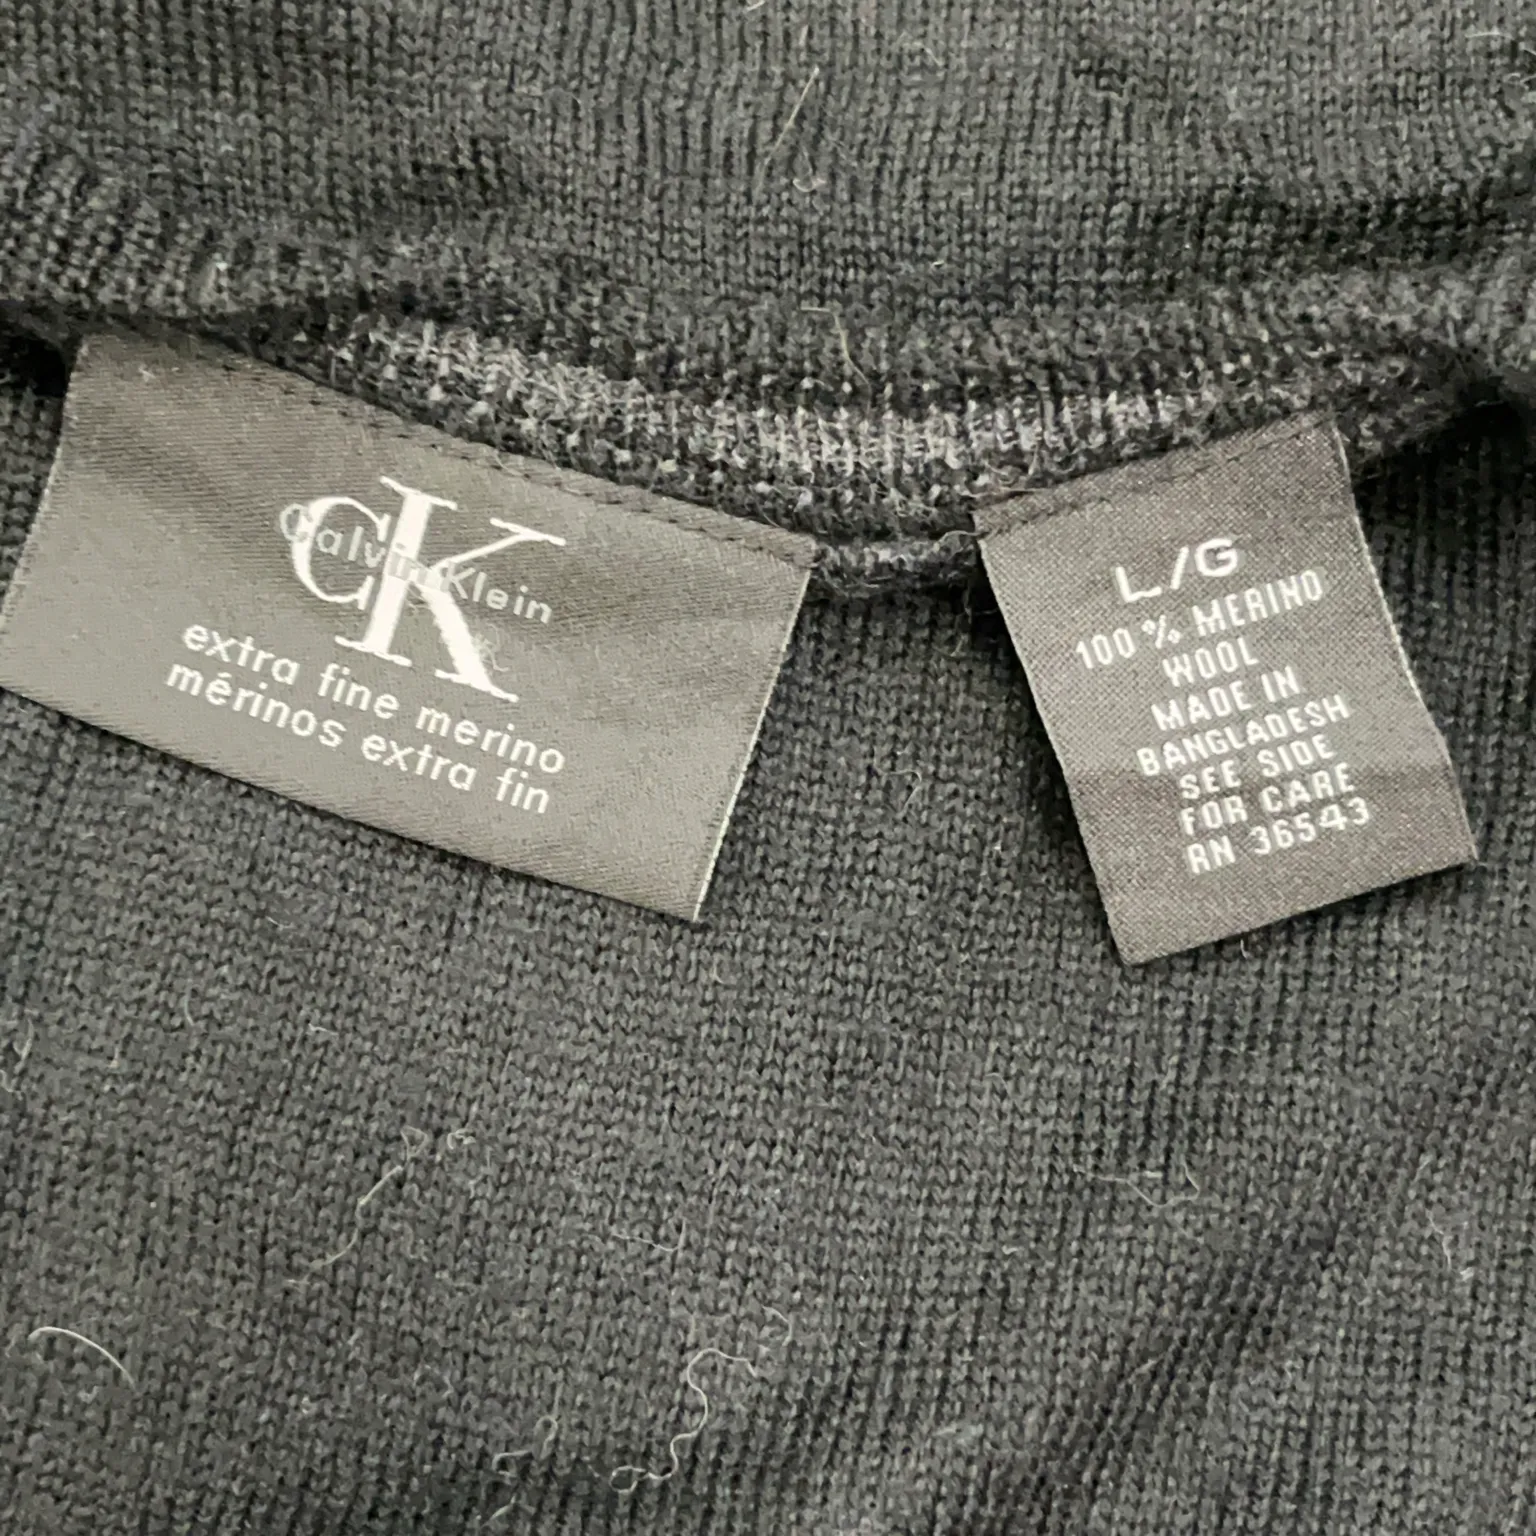 CK
Calvin Klein
extra fine merino
mérinos extra fin
L/G
100 % MERINO
WOOL
MADE IN
BANGLADESH
SEE SIDE
FOR CARE
RN 36543